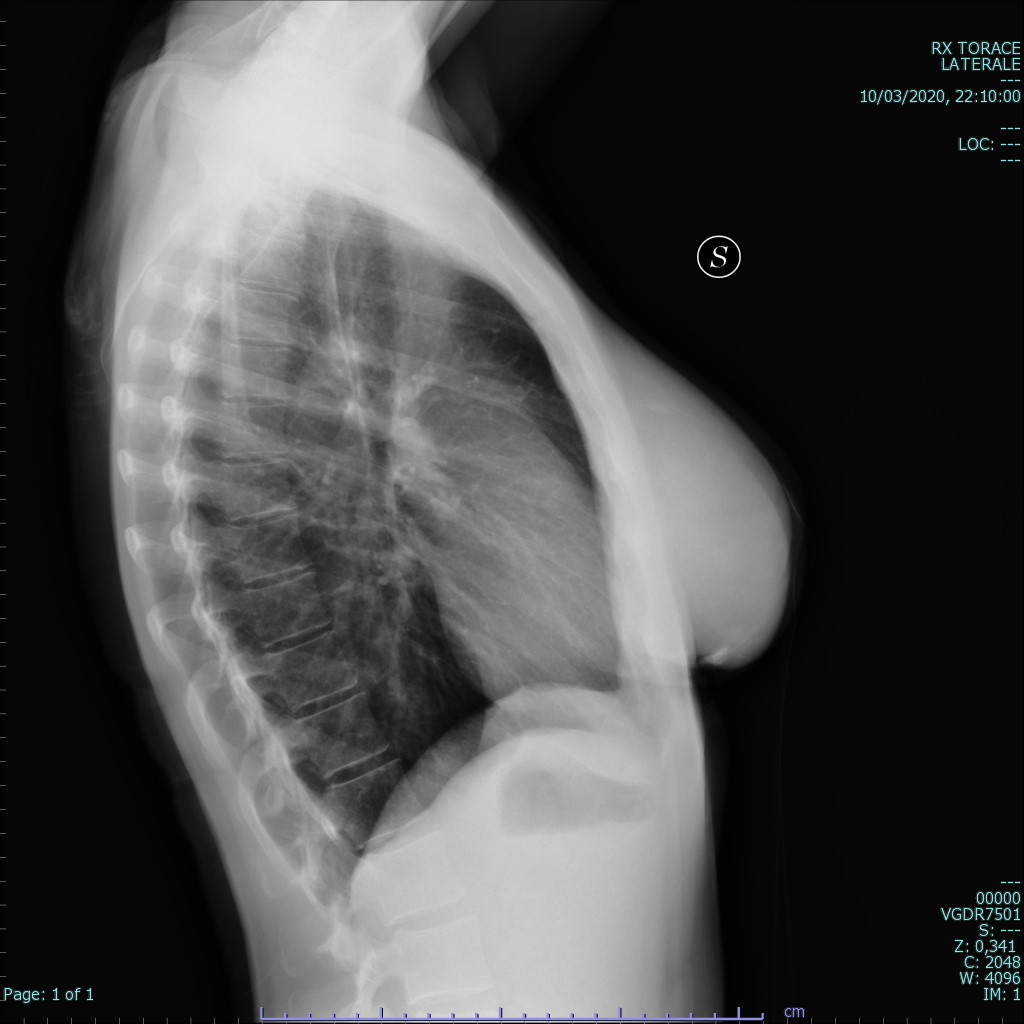 RX TORACE
LATERALE
---
10/03/2020, 22:10:00
---
LOC: ---
---
S
---
00000
VGDR7501
S: ---
Z: 0,341
C: 2048
W: 4096
IM: 1
Page: 1 of 1
cm